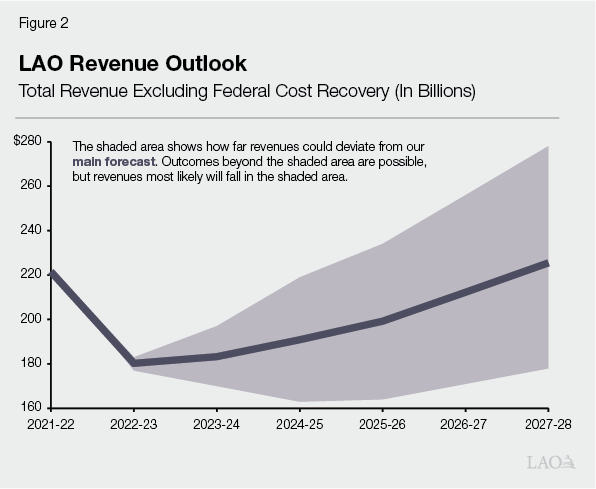 Figure 2
LAO Revenue Outlook
Total Revenue Excluding Federal Cost Recovery (In Billions)
The shaded area shows how far revenues could deviate from our
main forecast. Outcomes beyond the shaded area are possible,
but revenues most likely will fall in the shaded area.
$280
260
240
220
200
180
160
2021-22 2022-23 2023-24 2024-25 2025-26 2026-27 2027-28
LAO